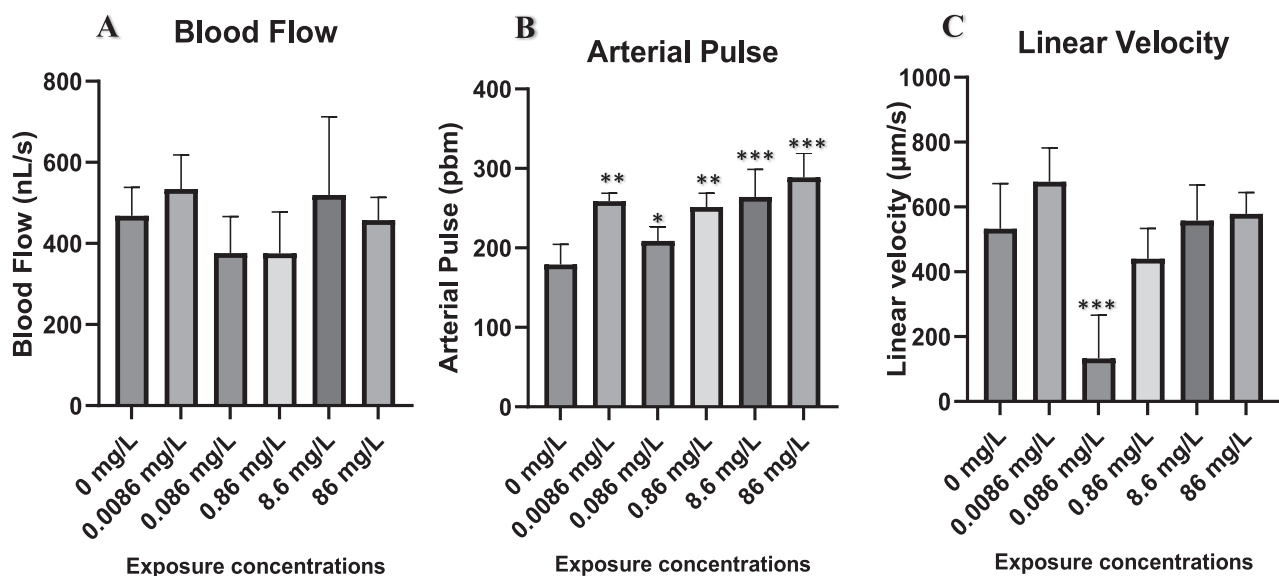 A Blood Flow
Blood Flow (nL/s)
800
600
400
200
0
0 mg/L
0.0086 mg/L
0.086 mg/L
0.86 mg/L
8.6 mg/L
86 mg/L
Exposure concentrations
B Arterial Pulse
Arterial Pulse (pbm)
400
300
200
100
0
**
*
**
***
***
0 mg/L
0.0086 mg/L
0.086 mg/L
0.86 mg/L
8.6 mg/L
86 mg/L
Exposure concentrations
C Linear Velocity
Linear velocity (µm/s)
1000
800
600
400
200
0
***
0 mg/L
0.0086 mg/L
0.086 mg/L
0.86 mg/L
8.6 mg/L
86 mg/L
Exposure concentrations